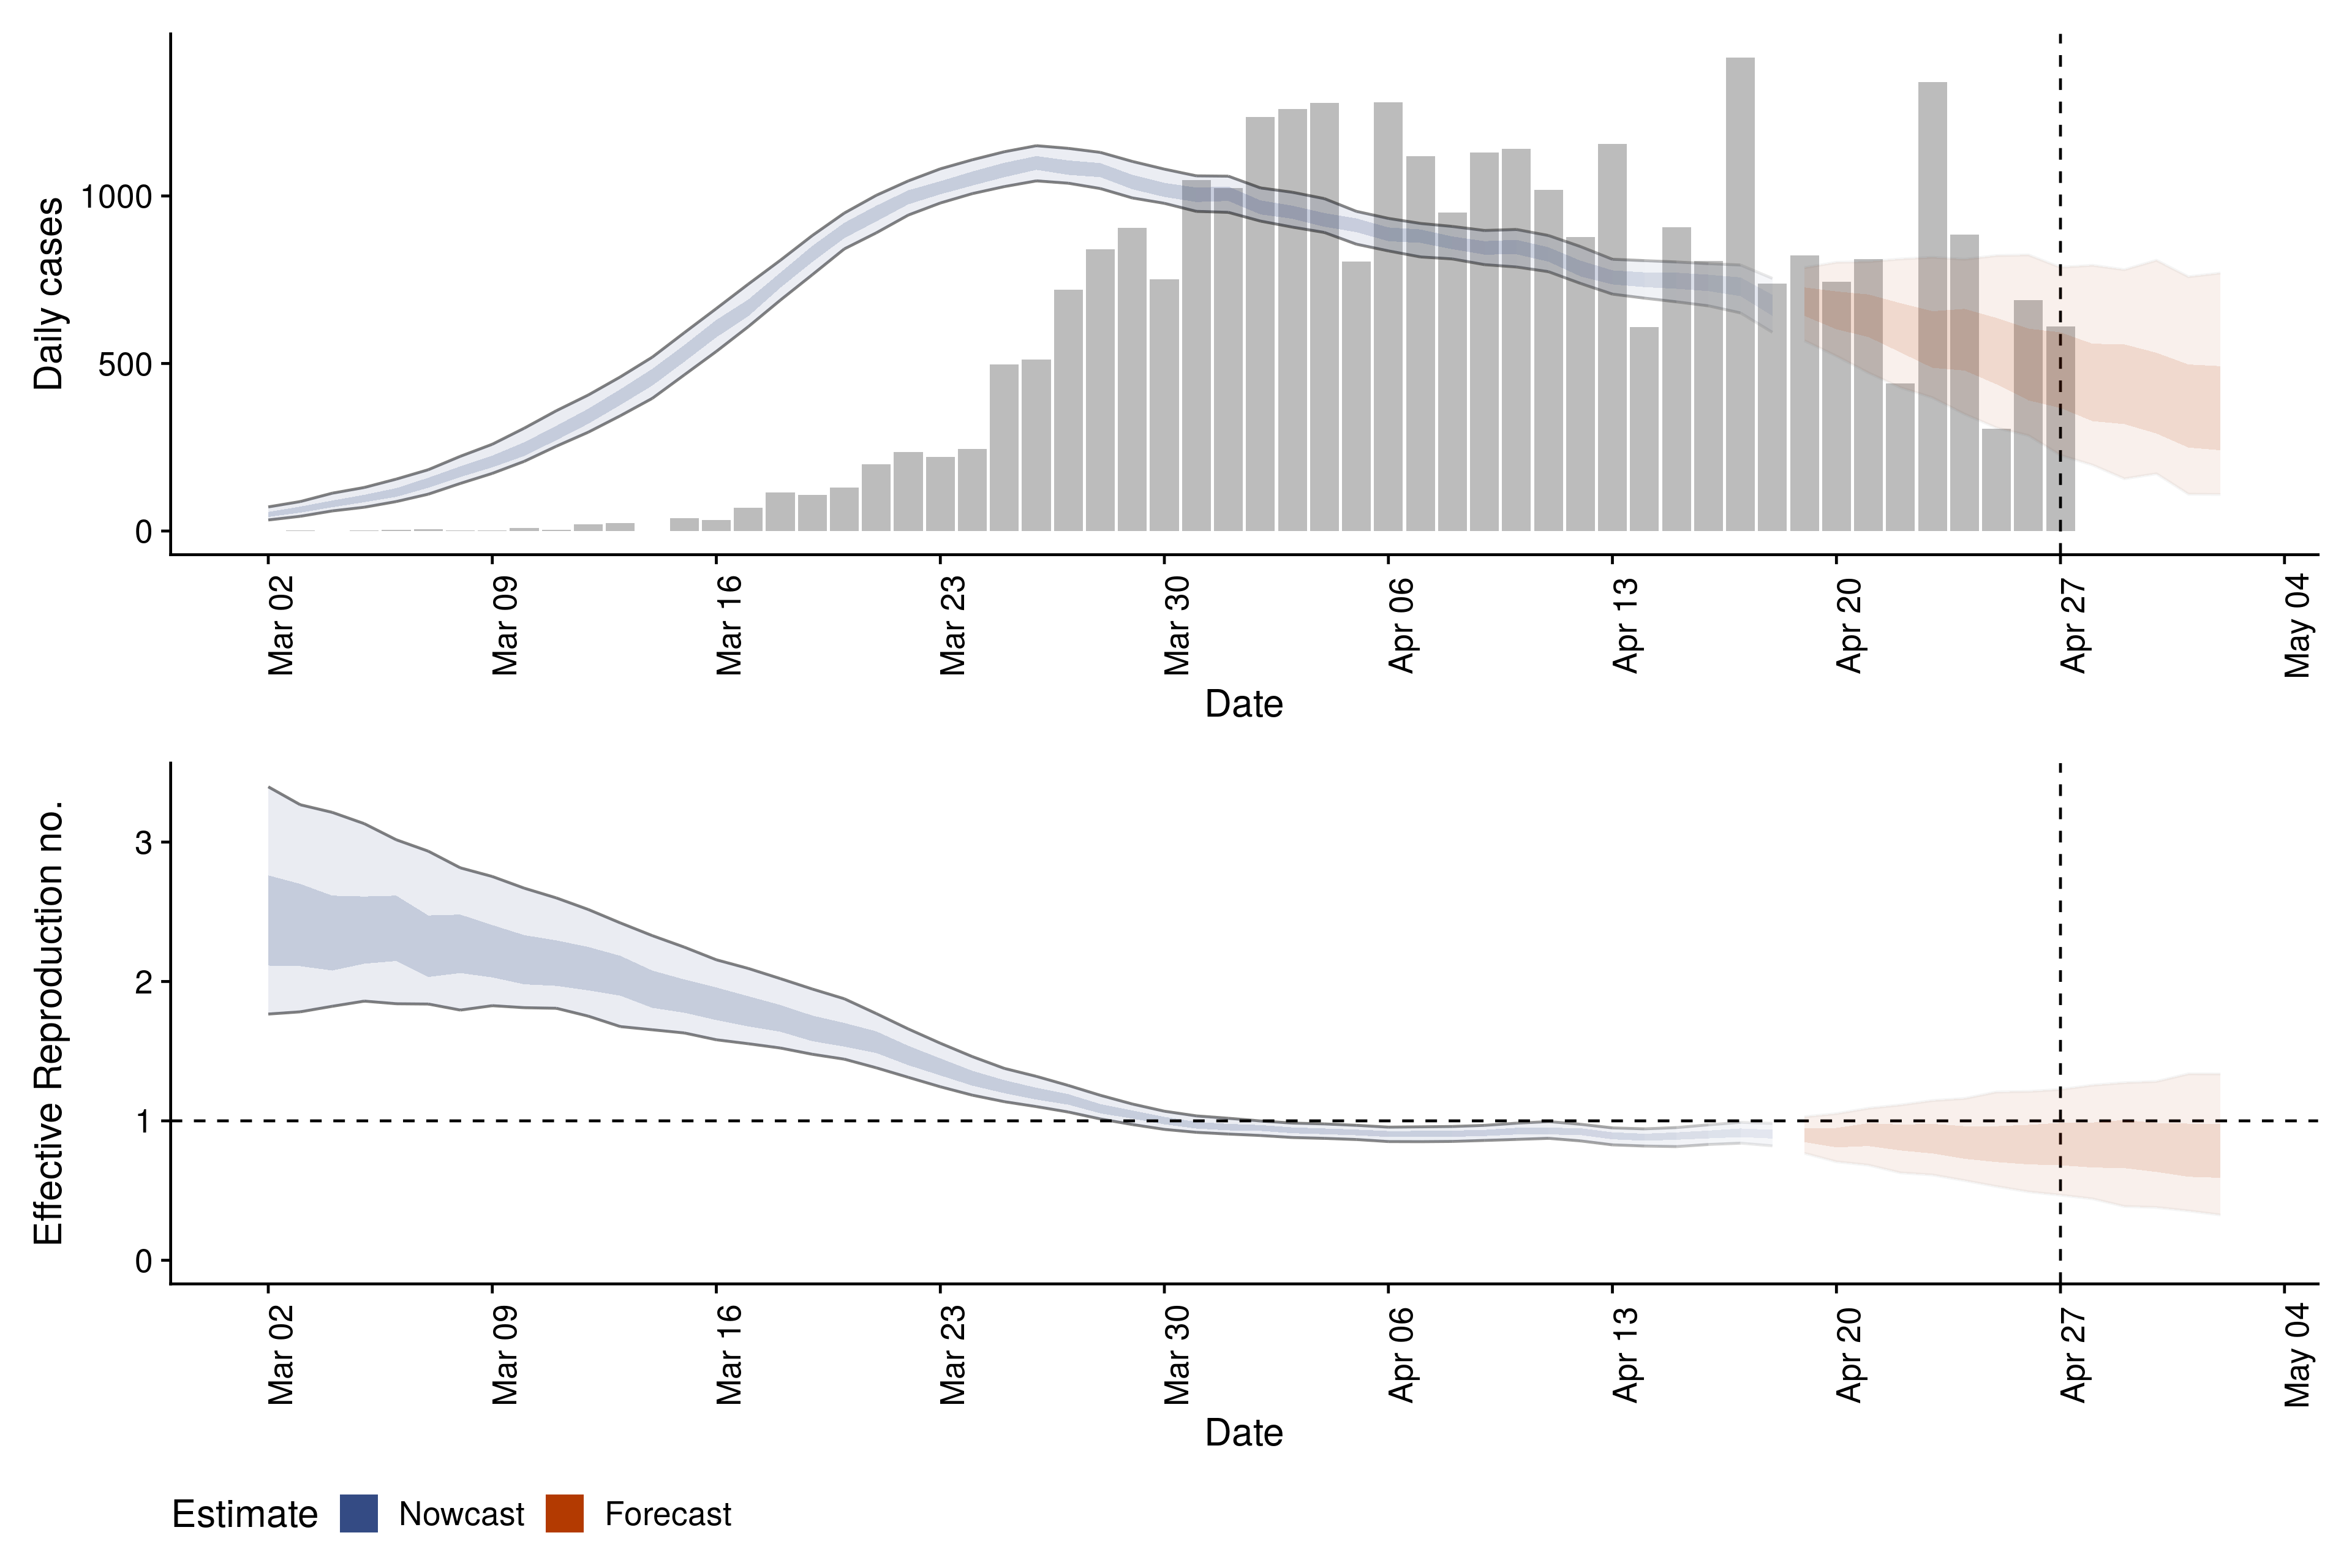 Daily cases
1000
500
0
Mar 02
Mar 09
Mar 16
Mar 23
Mar 30
Apr 06
Apr 13
Apr 20
Apr 27
May 04
Date
Effective Reproduction no.
3
2
1
0
Mar 02
Mar 09
Mar 16
Mar 23
Mar 30
Apr 06
Apr 13
Apr 20
Apr 27
May 04
Date
Estimate Nowcast Forecast